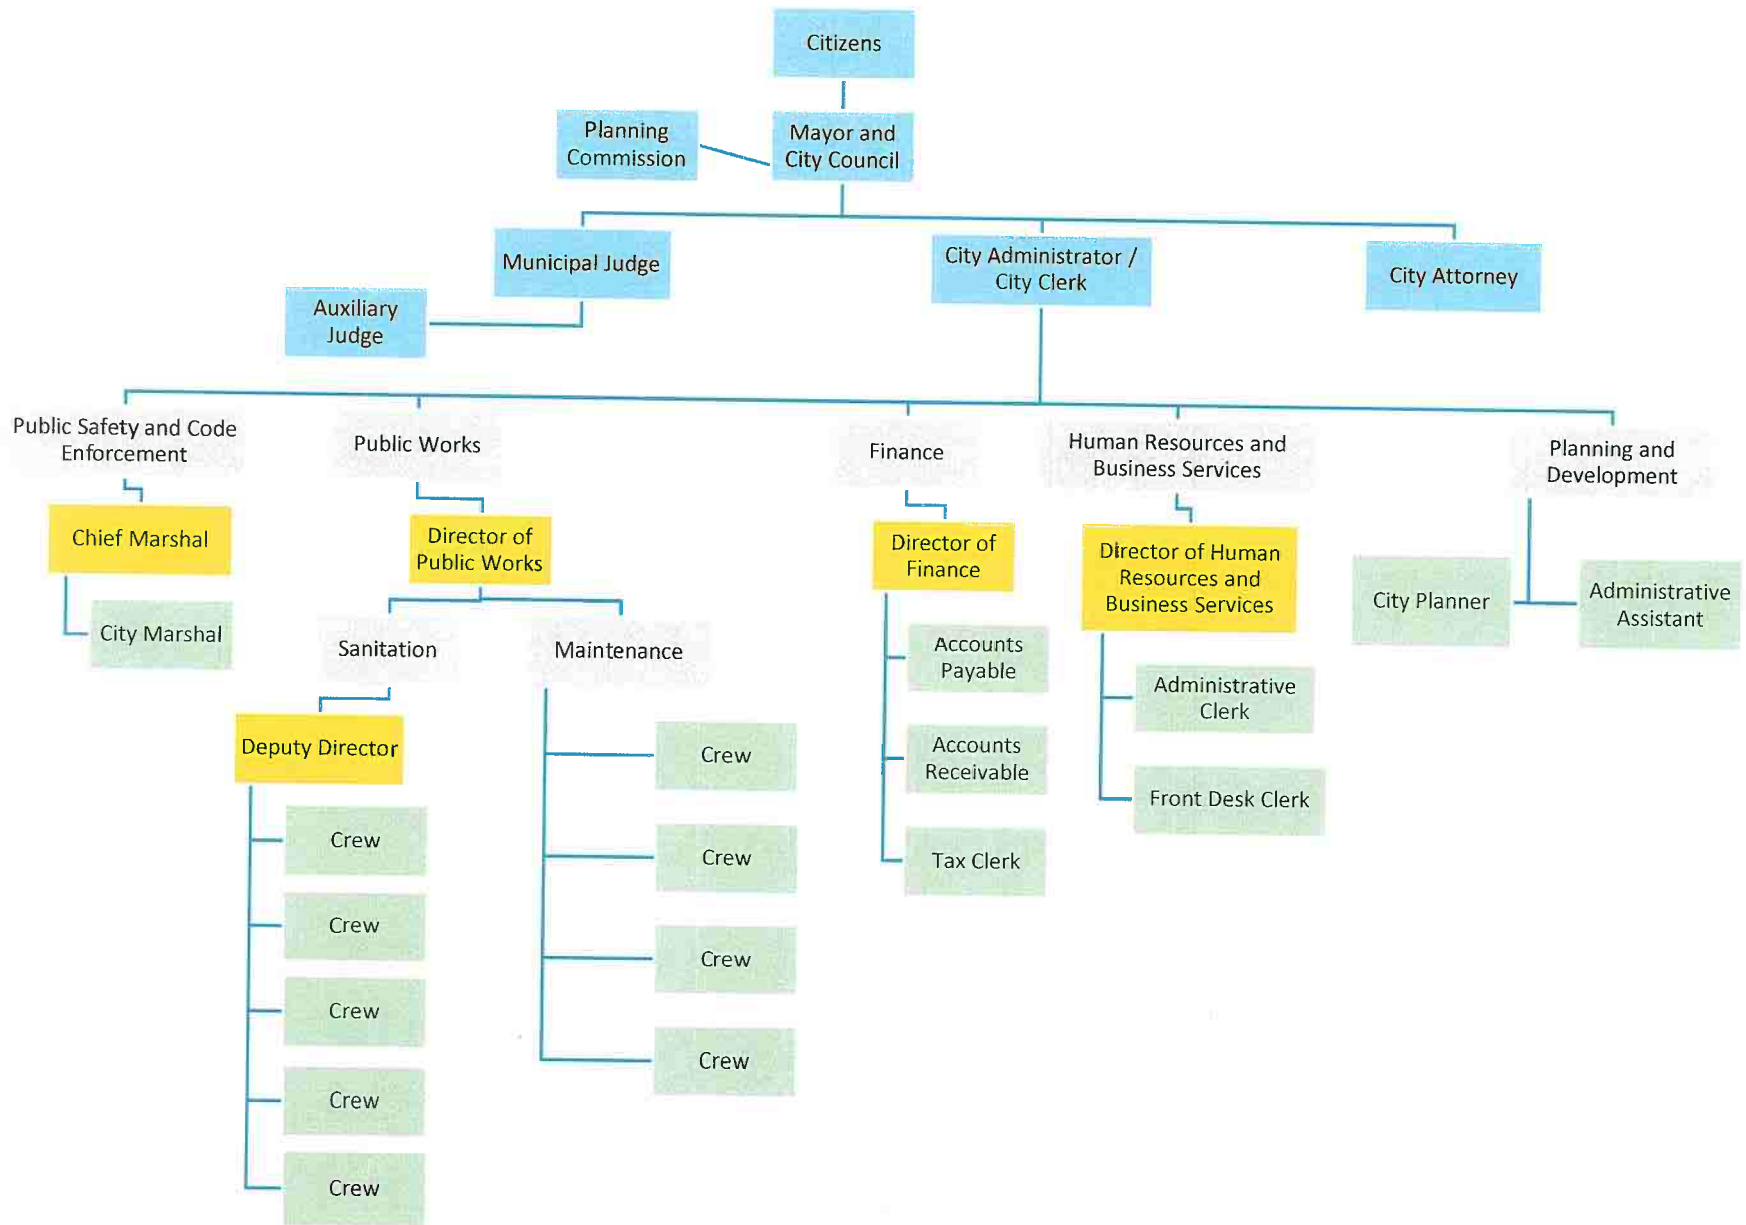 Citizens
Planning
Commission
Mayor and
City Council
Municipal Judge
City Administrator /
City Clerk
City Attorney
Auxiliary
Judge
Public Safety and Code
Enforcement
Public Works
Finance
Human Resources and
Business Services
Planning and
Development
Chief Marshal
Director of
Public Works
Director of
Finance
Director of Human
Resources and
Business Services
City Planner
Administrative
Assistant
City Marshal
Sanitation
Maintenance
Accounts
Payable
Administrative
Clerk
Deputy Director
Crew
Accounts
Receivable
Front Desk Clerk
Crew
Crew
Tax Clerk
Crew
Crew
Crew
Crew
Crew
Crew